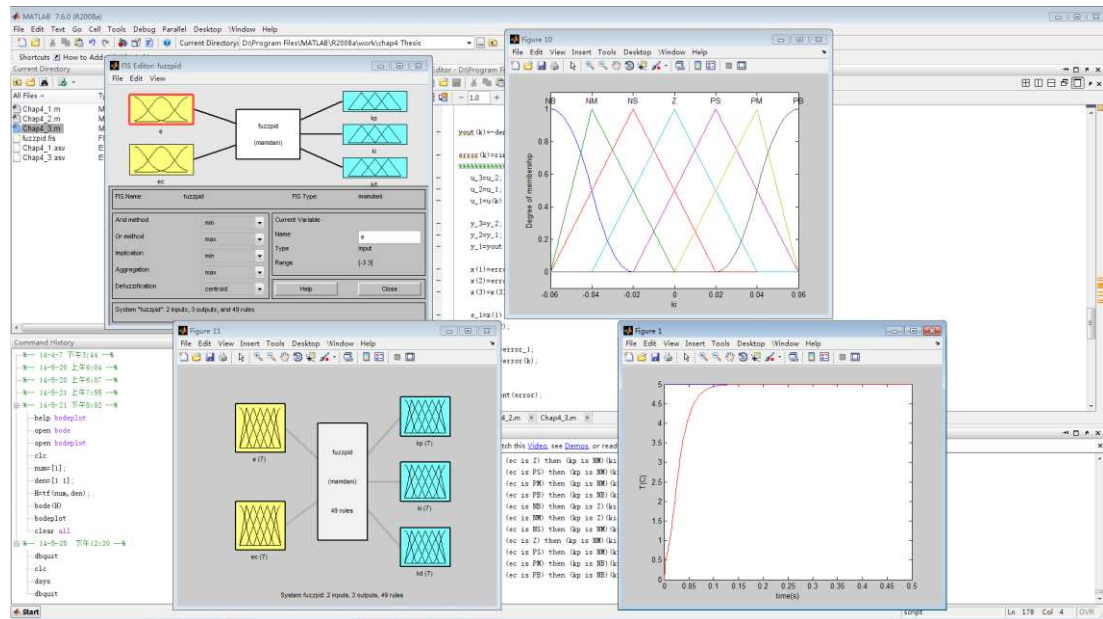 MATLAB 7.6.0 (R2008a)
File Edit Text Go Cell Tools Debug Parallel Desktop Window Help
Current Directory: D:\Program Files\MATLAB\R2008a\work\chap4 Thesis
Shortcuts How to Add
Current Directory
All Files
Chap4_1.m
Chap4_2.m
Chap4_3.m
fuzzpid.fis
Chap4_1.asv
Chap4_3.asv
FIS Editor: fuzzpid
File Edit View
e
ec
fuzzpid
(mamdani)
kp
ki
kd
FIS Name: fuzzpid FIS Type: mamdani
And method min
Or method max
Implication min
Aggregation max
Defuzzification centroid
Current Variable
Name e
Type input
Range [-3 3]
Help Close
System "fuzzpid": 2 inputs, 3 outputs, and 49 rules
- 1.0 +
u_3=u_2;
u_2=u_1;
y_3=y_2;
y_2=y_1;
y_1=yout
error_1;
error(k);
Figure 10
File Edit View Insert Tools Desktop Window Help
NB NM NS Z PS PM PB
1
0.8
0.6
0.4
0.2
0
Degree of membership
-0.06 -0.04 -0.02 0 0.02 0.04 0.06
ki
Command History
%-- 14-4-7 下午3:44 --%
%-- 14-5-20 上午6:04 --%
%-- 14-5-20 上午6:07 --%
%-- 14-5-21 上午7:55 --%
%-- 14-5-21 下午5:02 --%
help bodeplot
open bode
open bodeplot
clc
num=[1];
den=[1 1];
H=tf(num,den);
bode(H)
bodeplot
clear all
%-- 14-5-25 下午12:20 --%
dbquit
clc
days
dbquit
Figure 11
File Edit View Insert Tools Desktop Window Help
e (7)
ec (7)
fuzzpid
(mamdani)
49 rules
kp (7)
ki (7)
kd (7)
System fuzzpid: 2 inputs, 3 outputs, 49 rules
4_2.m Chap4_3.m
tch this Video, see Demos, or read
(ec is Z) then (kp is NM)
(ec is PS) then (kp is NM)
(ec is PM) then (kp is NM)
(ec is PB) then (kp is NB)
(ec is NB) then (kp is Z)
(ec is NM) then (kp is Z)
(ec is NS) then (kp is NM)
(ec is Z) then (kp is NM)
(ec is PS) then (kp is NM)
(ec is PM) then (kp is NB)
(ec is PB) then (kp is NB)
Figure 1
File Edit View Insert Tools Desktop Window Help
5
4.5
4
3.5
3
2.5
2
1.5
1
0.5
0
T(C)
0 0.05 0.1 0.15 0.2 0.25 0.3 0.35 0.4 0.45 0.5
time(s)
Start
script
Ln 178 Col 4 OVR